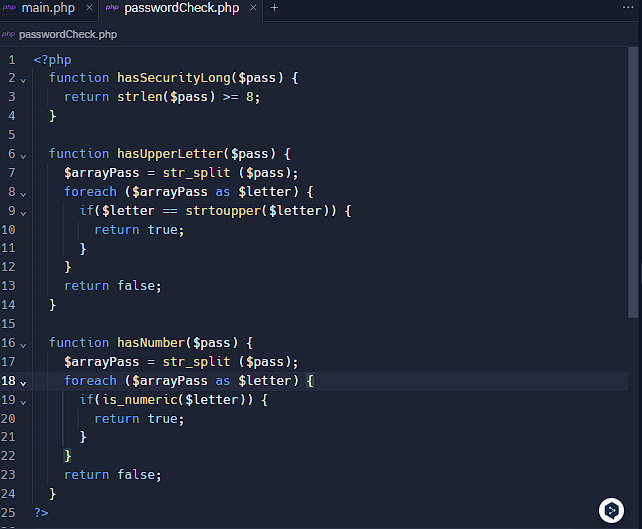 php main.php × php passwordCheck.php × + ...
php passwordCheck.php
1 <?php
2 function hasSecurityLong($pass) {
3 return strlen($pass) >= 8;
4 }
5
6 function hasUpperLetter($pass) {
7 $arrayPass = str_split ($pass);
8 foreach ($arrayPass as $letter) {
9 if($letter == strtoupper($letter)) {
10 return true;
11 }
12 }
13 return false;
14 }
15
16 function hasNumber($pass) {
17 $arrayPass = str_split ($pass);
18 foreach ($arrayPass as $letter) {
19 if(is_numeric($letter)) {
20 return true;
21 }
22 }
23 return false;
24 }
25 ?>